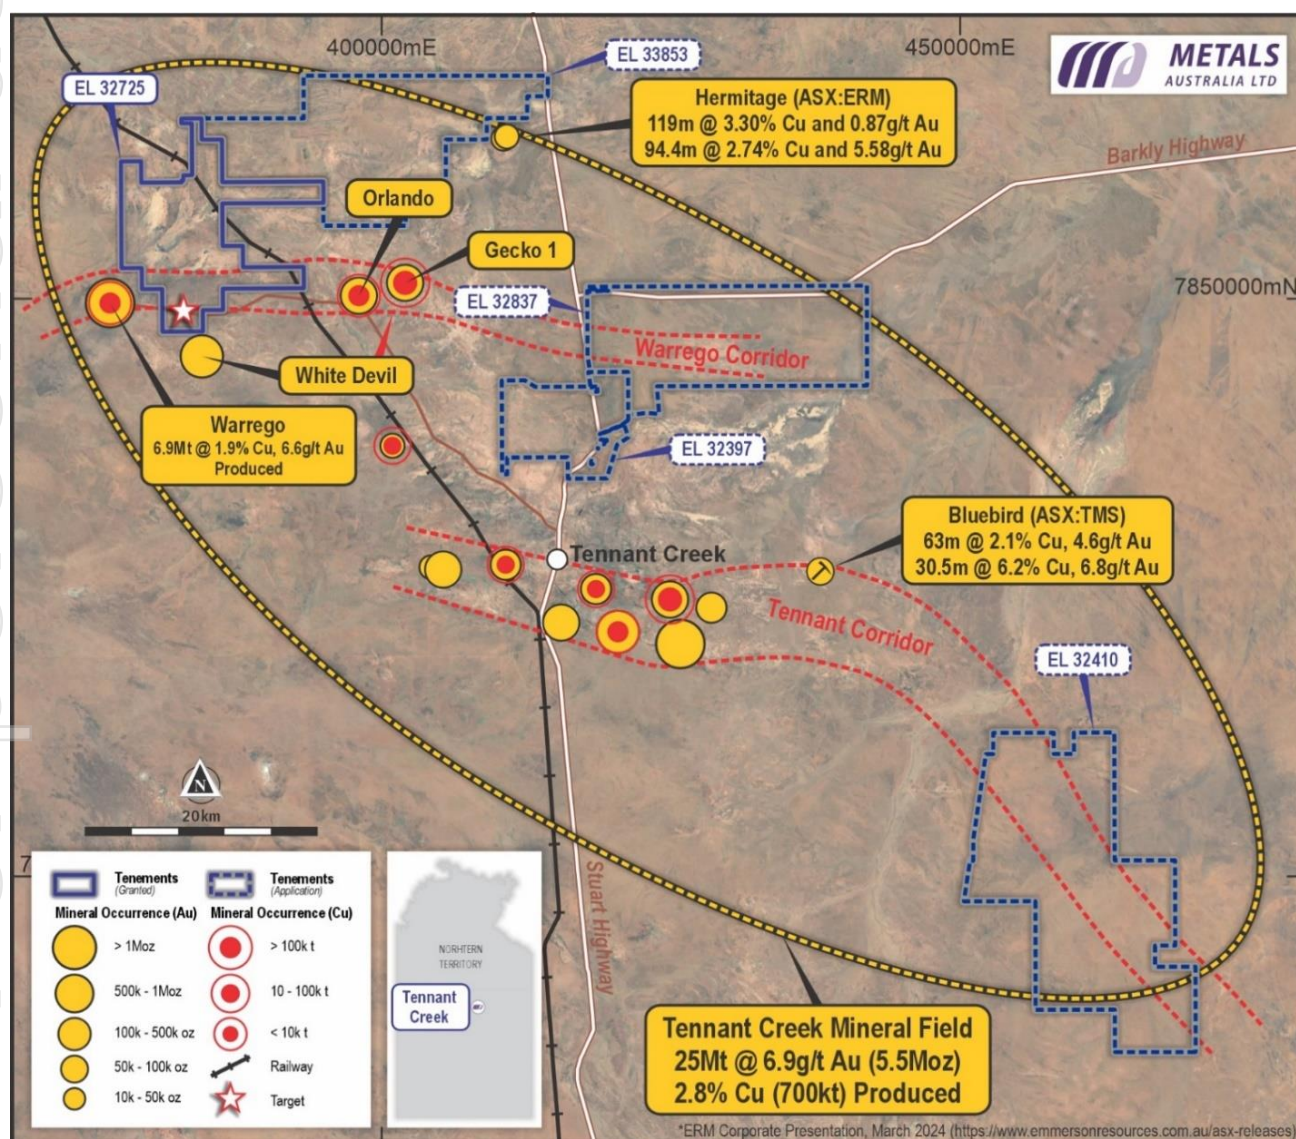 400000mE
450000mE
EL 33853
METALS
AUSTRALIA LTD
EL 32725
Hermitage (ASX:ERM)
119m @ 3.30% Cu and 0.87g/t Au
94.4m @ 2.74% Cu and 5.58g/t Au
Barkly Highway
Orlando
Gecko 1
7850000mN
EL 32837
Warrego Corridor
White Devil
Warrego
6.9Mt @ 1.9% Cu, 6.6g/t Au
Produced
EL 32397
Bluebird (ASX:TMS)
63m @ 2.1% Cu, 4.6g/t Au
30.5m @ 6.2% Cu, 6.8g/t Au
Tennant Creek
Tennant Corridor
EL 32410
N
20km
7
Stuart Highway
Tenements
(Granted)
Tenements
(Application)
Mineral Occurrence (Au)
Mineral Occurrence (Cu)
> 1Moz
> 100k t
500k - 1Moz
10 - 100k t
100k - 500k oz
< 10k t
50k - 100k oz
Railway
10k - 50k oz
Target
NORHTERN
TERRITORY
Tennant
Creek
Tennant Creek Mineral Field
25Mt @ 6.9g/t Au (5.5Moz)
2.8% Cu (700kt) Produced
*ERM Corporate Presentation, March 2024 (https://www.emmersonresources.com.au/asx-releases)